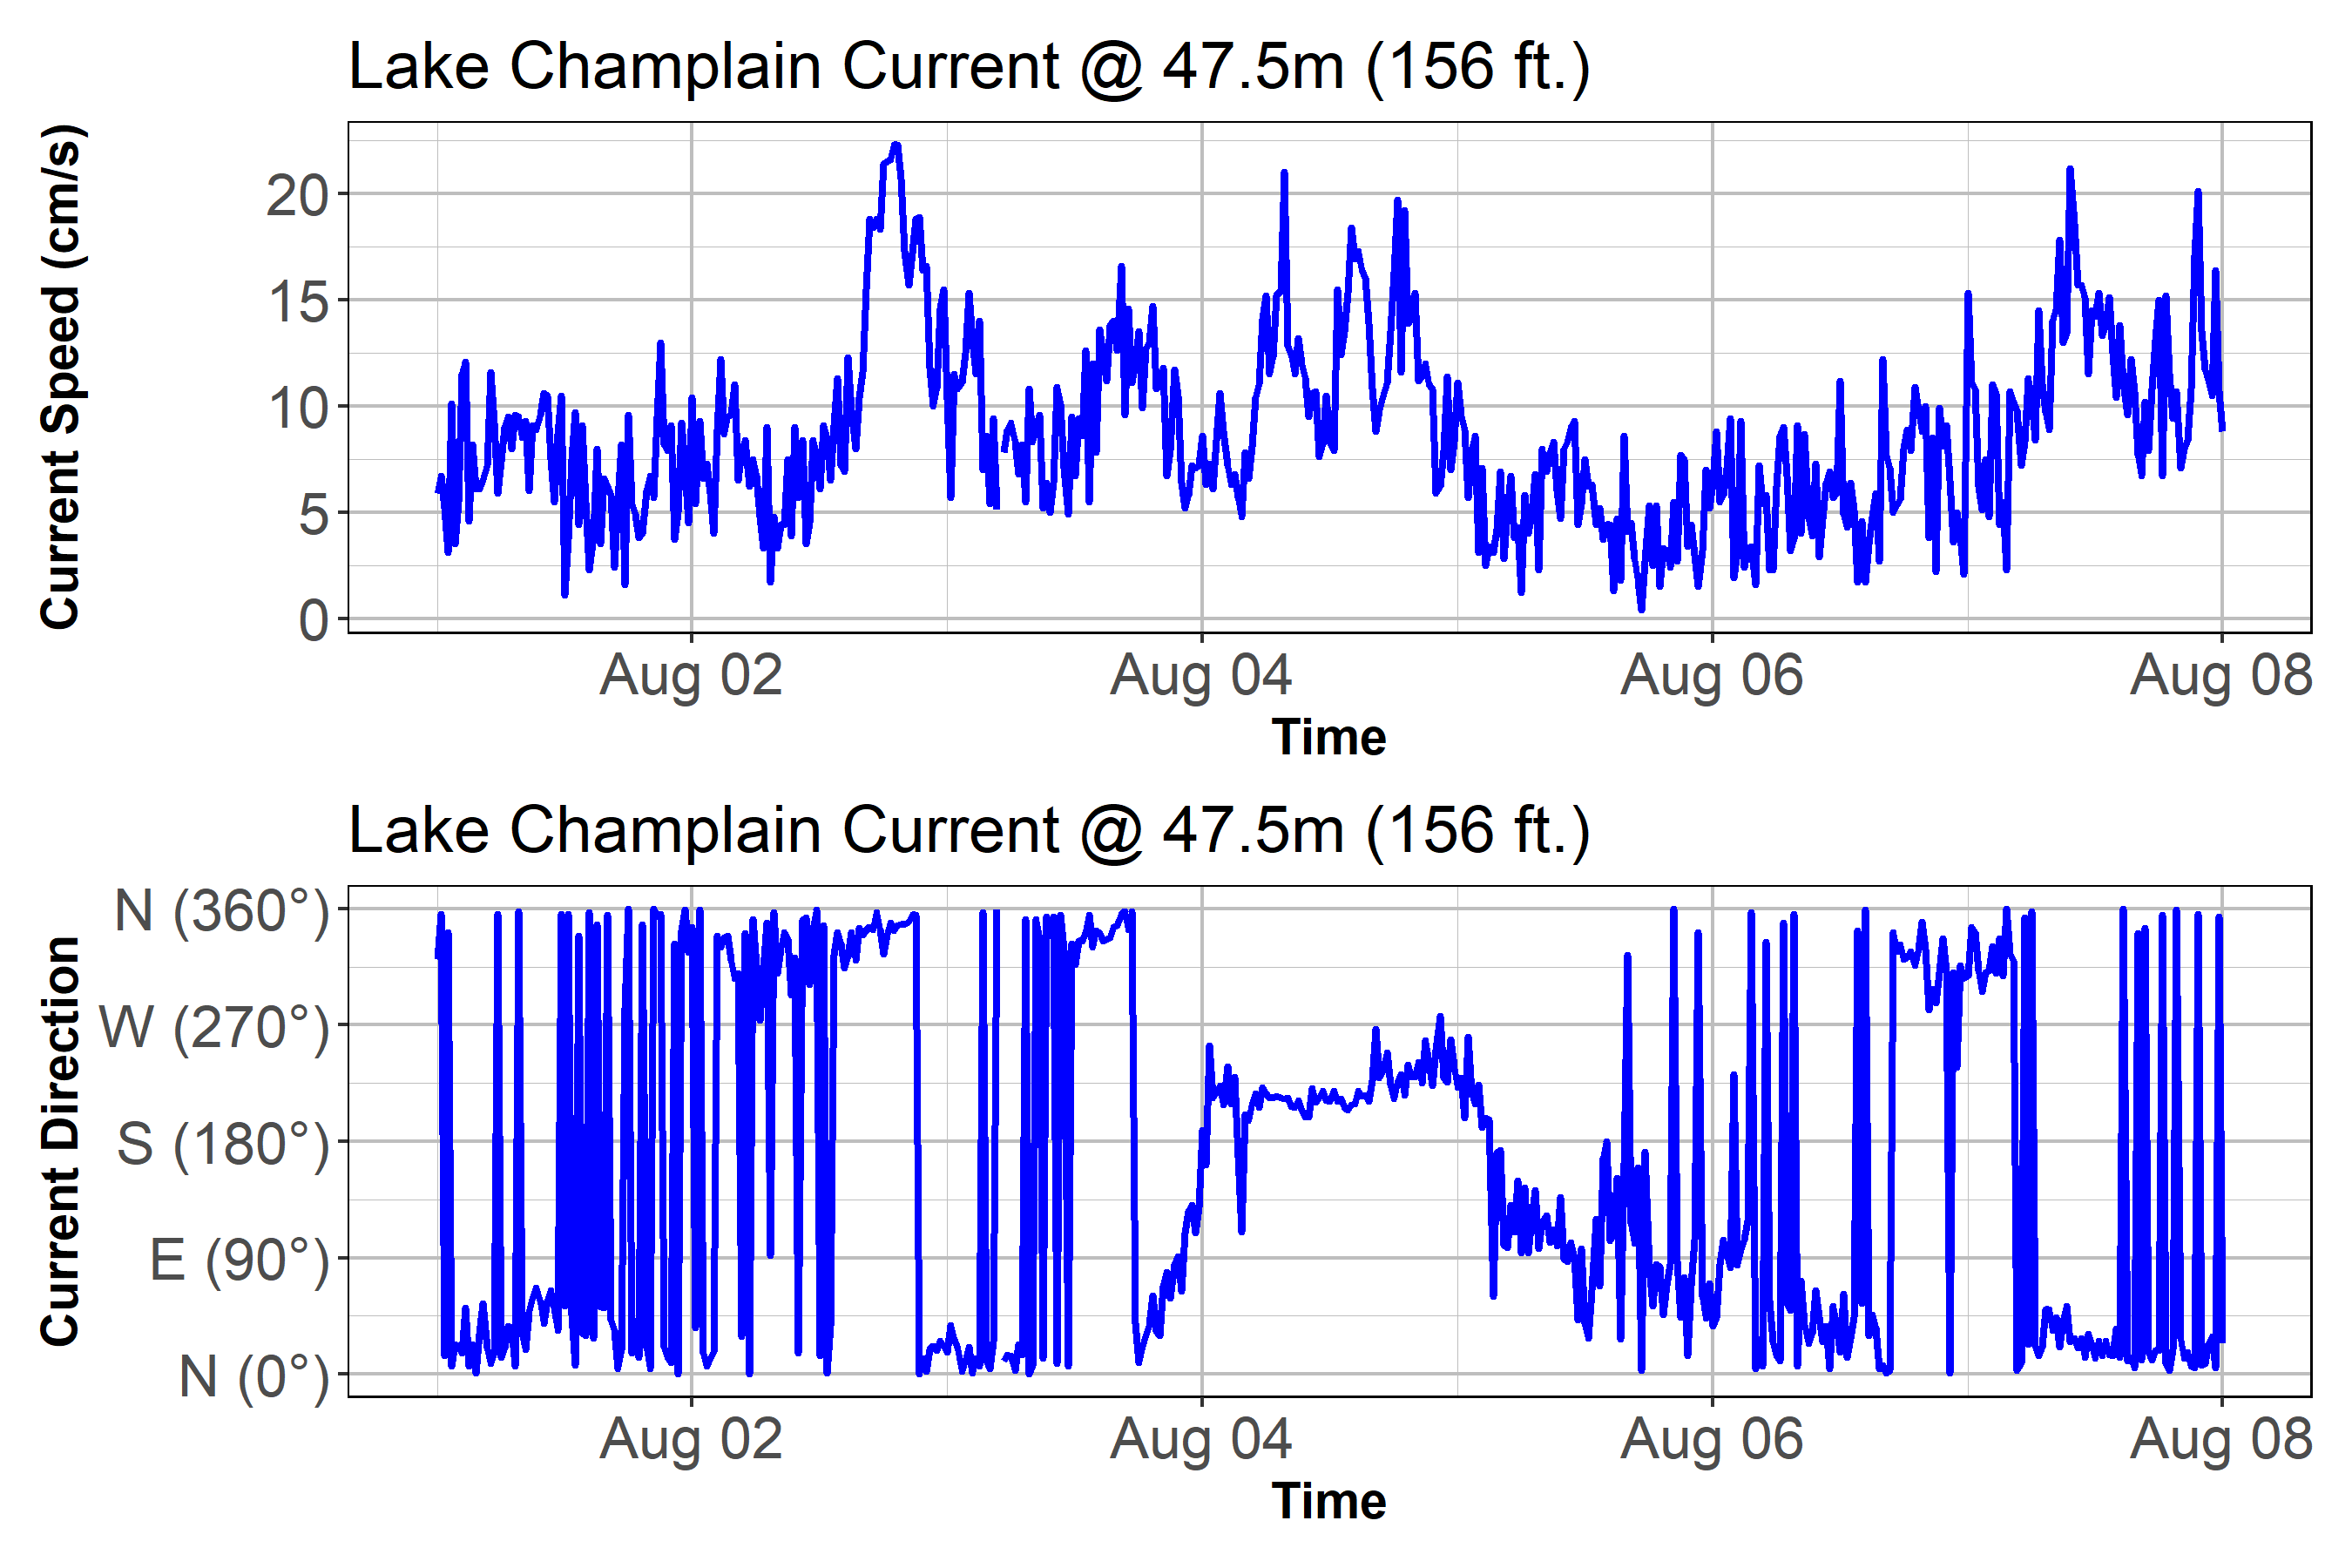 Lake Champlain Current @ 47.5m (156 ft.)
Current Speed (cm/s)
20
15
10
5
0
Aug 02 Aug 04 Aug 06 Aug 08
Time
Lake Champlain Current @ 47.5m (156 ft.)
Current Direction
N (360°)
W (270°)
S (180°)
E (90°)
N (0°)
Aug 02 Aug 04 Aug 06 Aug 08
Time